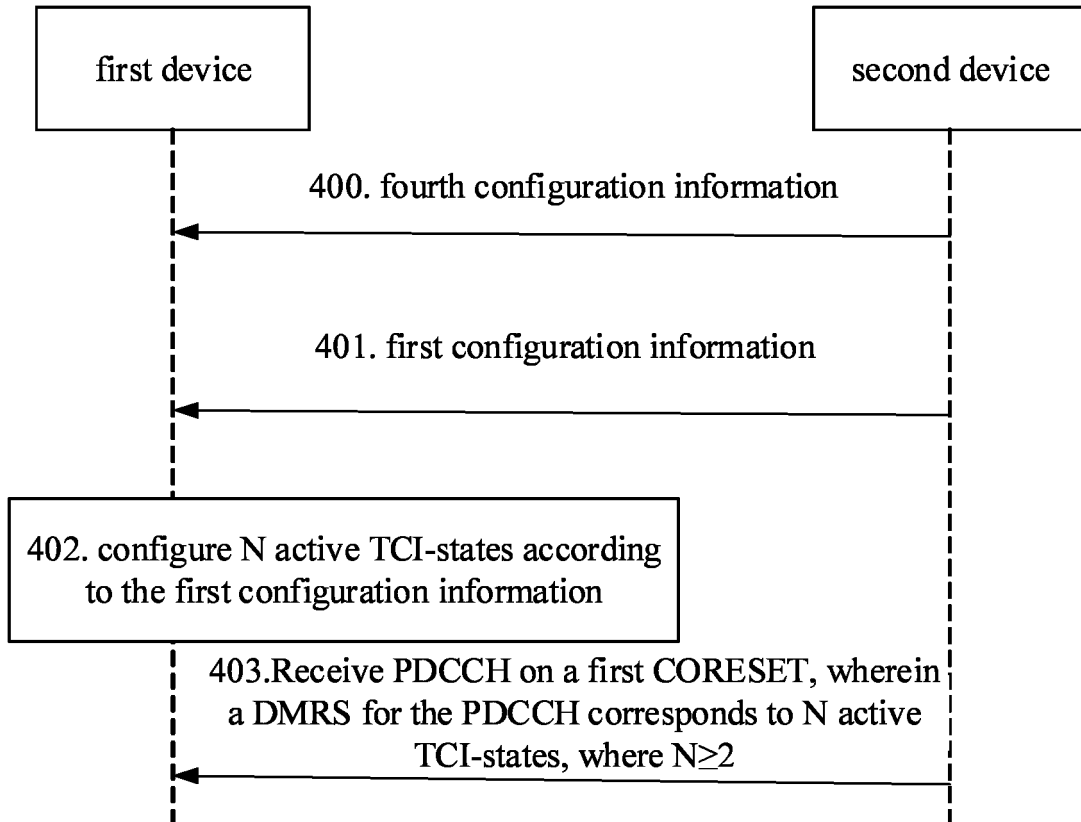 first device
second device
400. fourth configuration information
401. first configuration information
402. configure N active TCI-states according
to the first configuration information
403.Receive PDCCH on a first CORESET, wherein
a DMRS for the PDCCH corresponds to N active
TCI-states, where N≥2